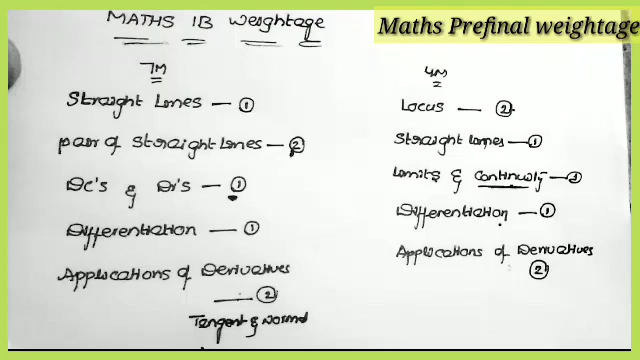 MATHS 1B weightage
Maths Prefinal weightage
7M
Straight Lines — ①
pair of straight Lines — ②
Dc's & Dr's — ①
Differentiation — ①
Applications of Derivatives
— ②
Tangent & Normal
4M
Locus — ②
Straight lines — ①
Limits & Continuity — ①
Differentiation — ①
Applications of Derivatives
②